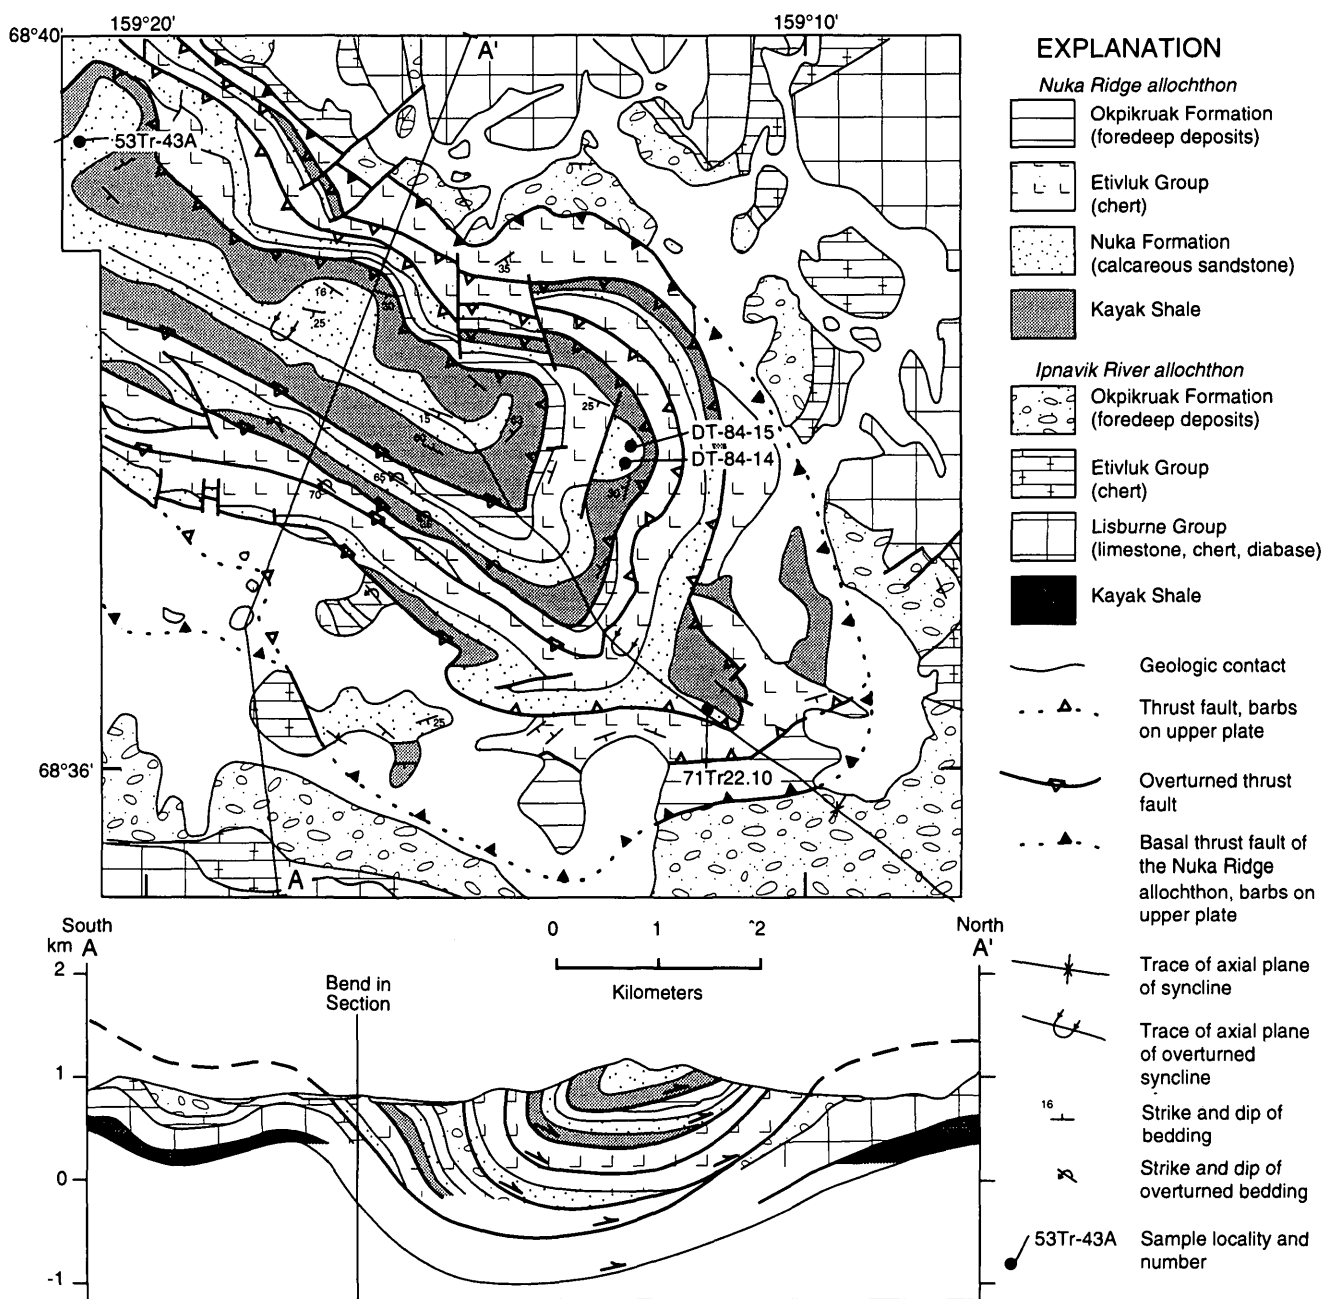 159°20'
159°10'
68°40'
A'
53Tr-43A
35
16
25
50
25
15
60
65
70
DT-84-15
DT-84-14
30
25
68°36'
71Tr22.10
A
EXPLANATION
Nuka Ridge allochthon
Okpikruak Formation
(foredeep deposits)
Etivluk Group
(chert)
Nuka Formation
(calcareous sandstone)
Kayak Shale
Ipnavik River allochthon
Okpikruak Formation
(foredeep deposits)
Etivluk Group
(chert)
Lisburne Group
(limestone, chert, diabase)
Kayak Shale
Geologic contact
Thrust fault, barbs
on upper plate
Overturned thrust
fault
Basal thrust fault of
the Nuka Ridge
allochthon, barbs on
upper plate
Trace of axial plane
of syncline
Trace of axial plane
of overturned
syncline
16
Strike and dip of
bedding
Strike and dip of
overturned bedding
53Tr-43A
Sample locality and
number
South
km A
2
1
0
-1
Bend in
Section
0 1 2
Kilometers
North
A'